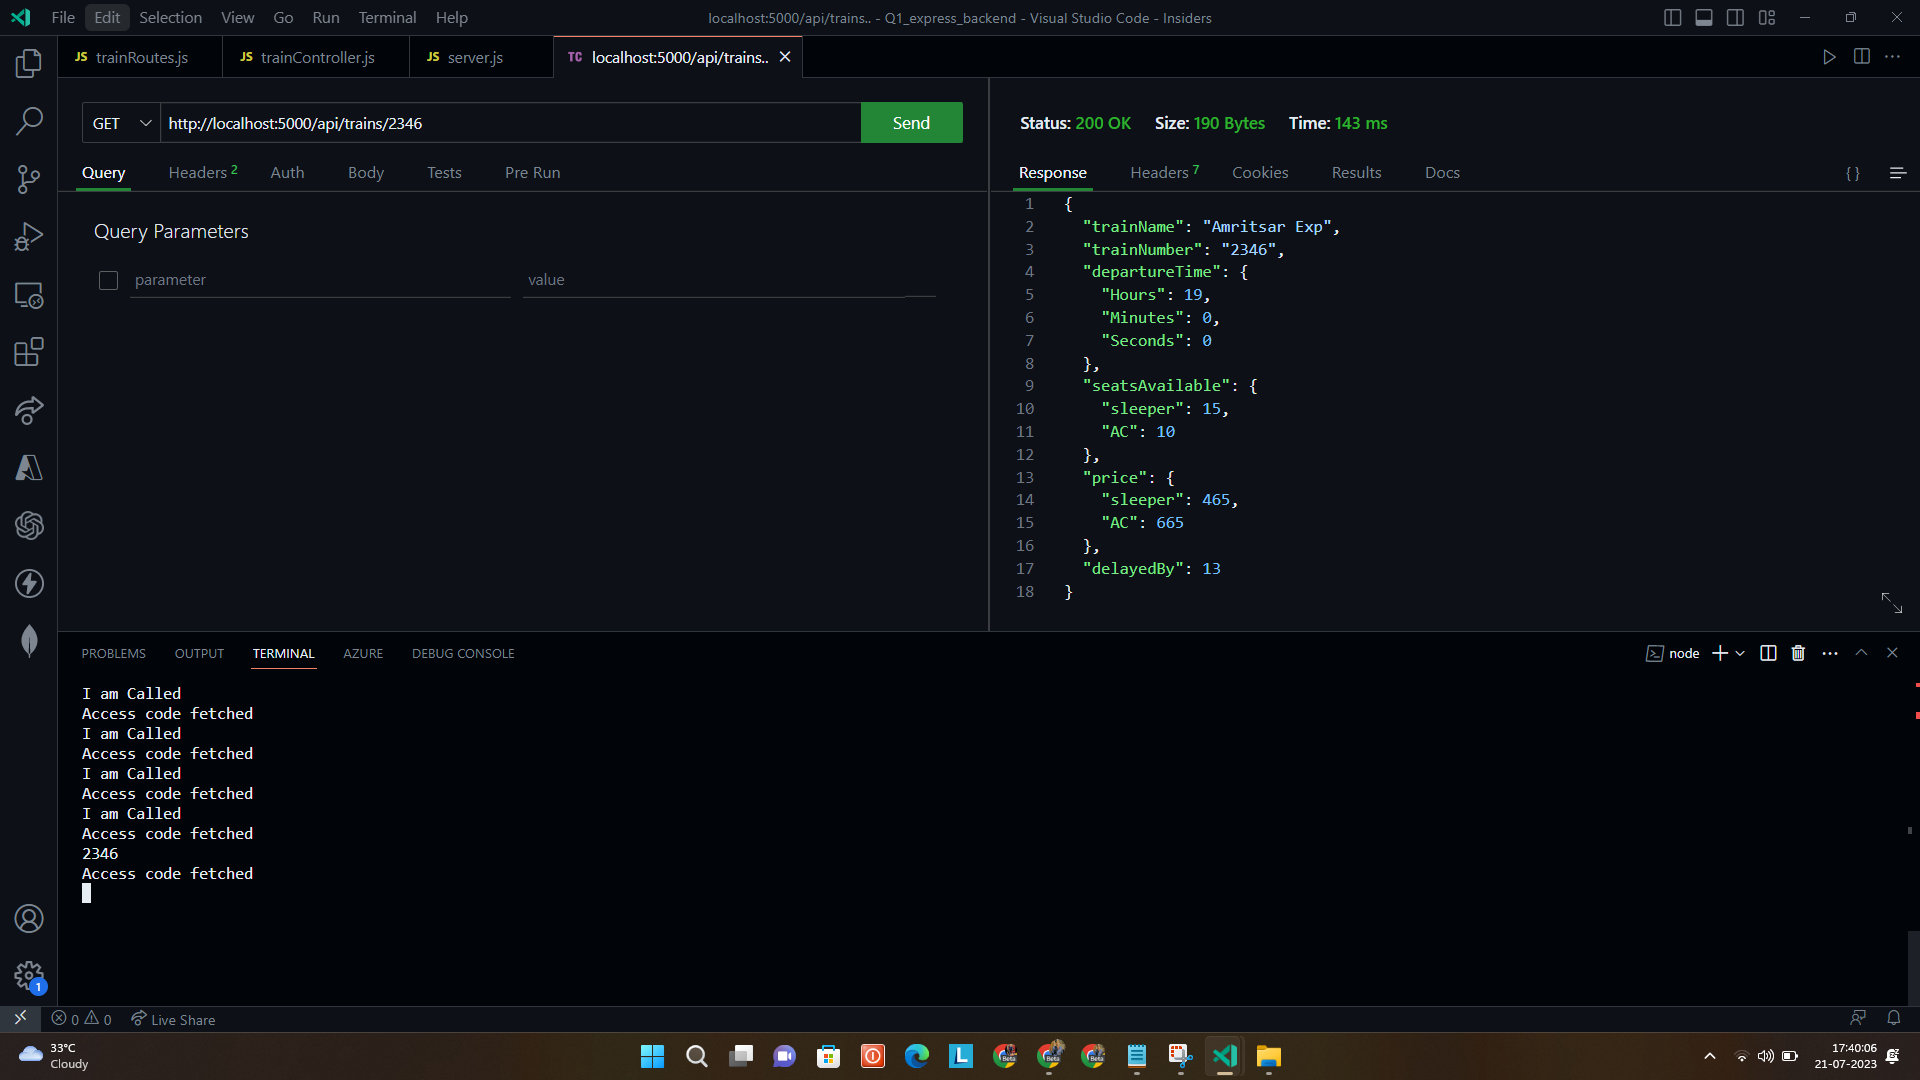 File Edit Selection View Go Run Terminal Help
localhost:5000/api/trains.. - Q1_express_backend - Visual Studio Code - Insiders
JS trainRoutes.js
JS trainController.js
JS server.js
TC localhost:5000/api/trains..
GET http://localhost:5000/api/trains/2346 Send
Query Headers 2 Auth Body Tests Pre Run
Query Parameters
parameter value
Status: 200 OK Size: 190 Bytes Time: 143 ms
Response Headers 7 Cookies Results Docs { }
1 {
2 "trainName": "Amritsar Exp",
3 "trainNumber": "2346",
4 "departureTime": {
5 "Hours": 19,
6 "Minutes": 0,
7 "Seconds": 0
8 },
9 "seatsAvailable": {
10 "sleeper": 15,
11 "AC": 10
12 },
13 "price": {
14 "sleeper": 465,
15 "AC": 665
16 },
17 "delayedBy": 13
18 }
PROBLEMS OUTPUT TERMINAL AZURE DEBUG CONSOLE
node
I am Called
Access code fetched
I am Called
Access code fetched
I am Called
Access code fetched
I am Called
Access code fetched
2346
Access code fetched
1
0 0 Live Share
33°C
Cloudy
L
Beta
Beta
Beta
17:40:06
21-07-2023